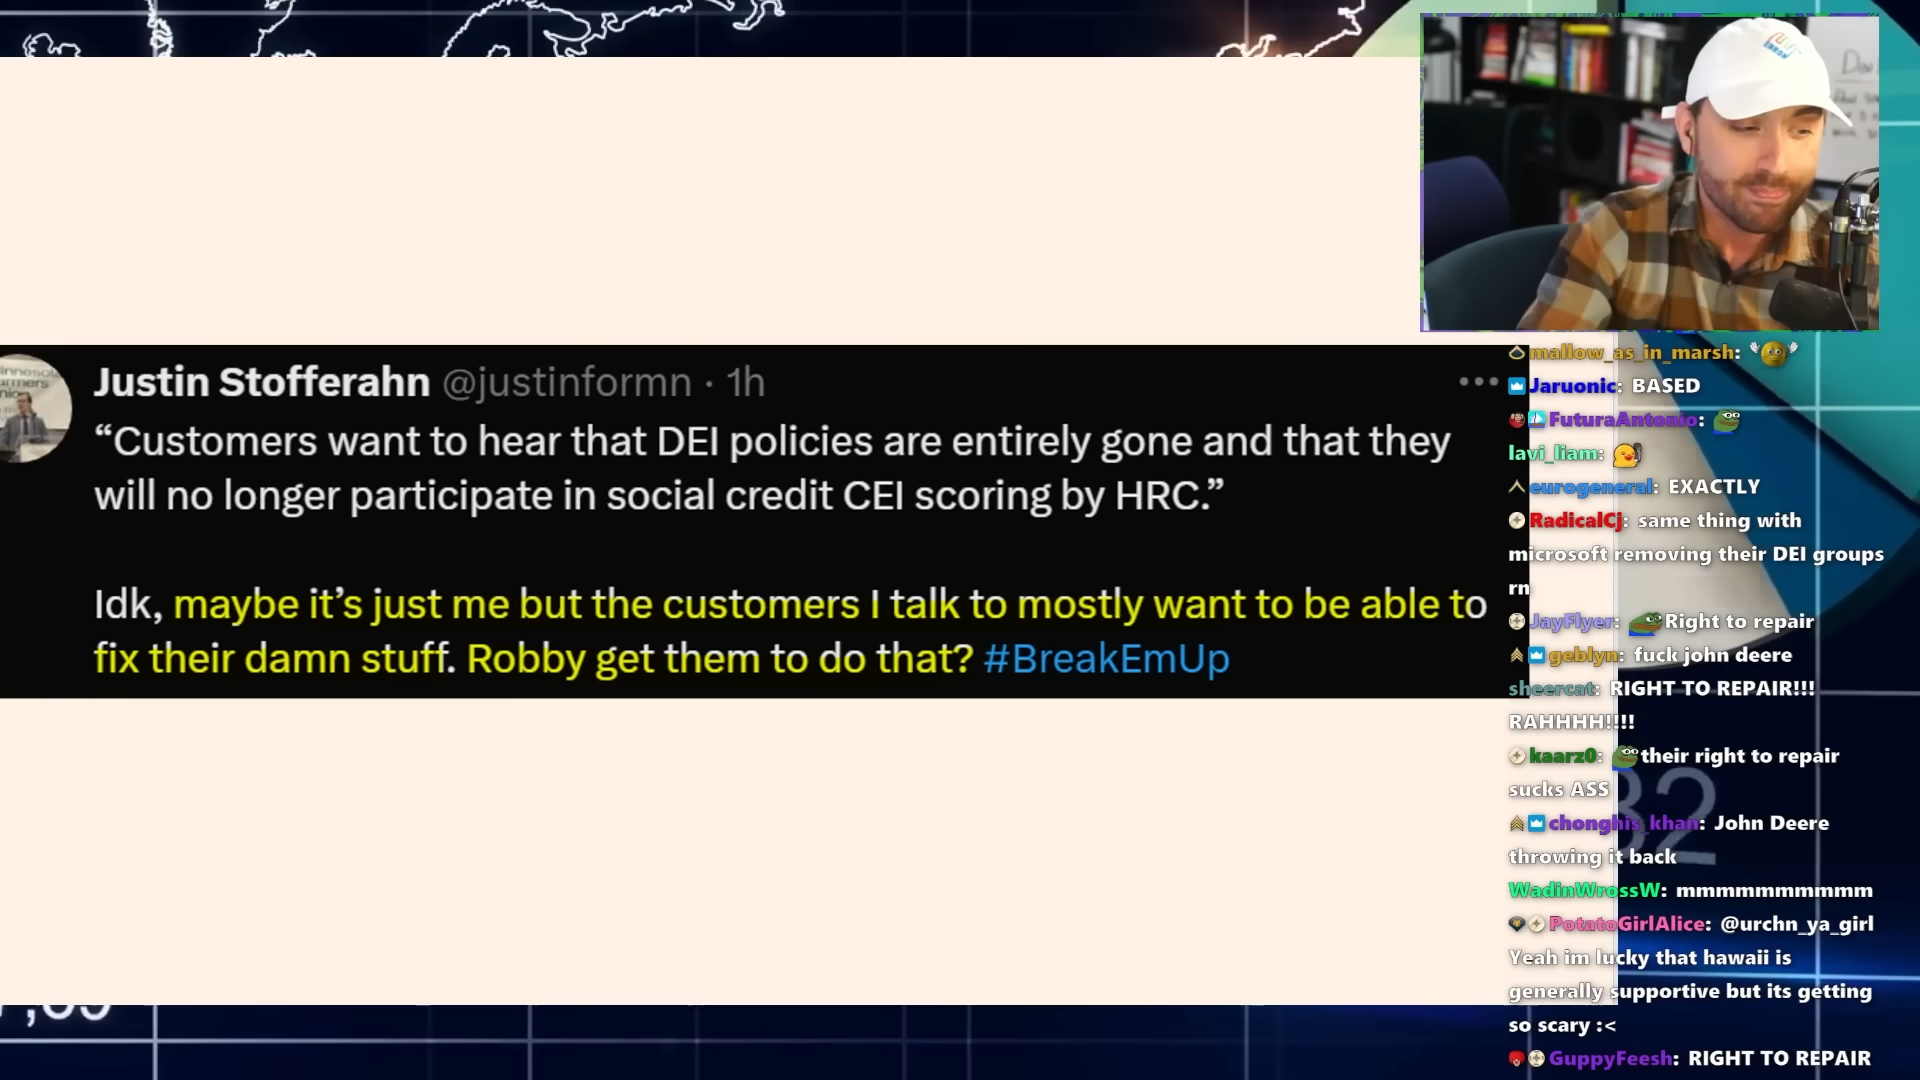 Justin Stofferahn @justinformn · 1h
“Customers want to hear that DEI policies are entirely gone and that they
will no longer participate in social credit CEI scoring by HRC.”
Idk, maybe it’s just me but the customers I talk to mostly want to be able to
fix their damn stuff. Robby get them to do that? #BreakEmUp
mallow_as_in_marsh:
Jaruonic: BASED
FuturaAntonio:
lavi_liam:
eurogeneral: EXACTLY
RadicalCj: same thing with
microsoft removing their DEI groups
rn
JayFlyer: Right to repair
geblyn: fuck john deere
sheercat: RIGHT TO REPAIR!!!
RAHHHH!!!!
kaarz0: their right to repair
sucks ASS
chonghis_khan: John Deere
throwing it back
WadinWrossW: mmmmmmmmmm
PotatoGirlAlice: @urchn_ya_girl
Yeah im lucky that hawaii is
generally supportive but its getting
so scary :<
GuppyFeesh: RIGHT TO REPAIR
32